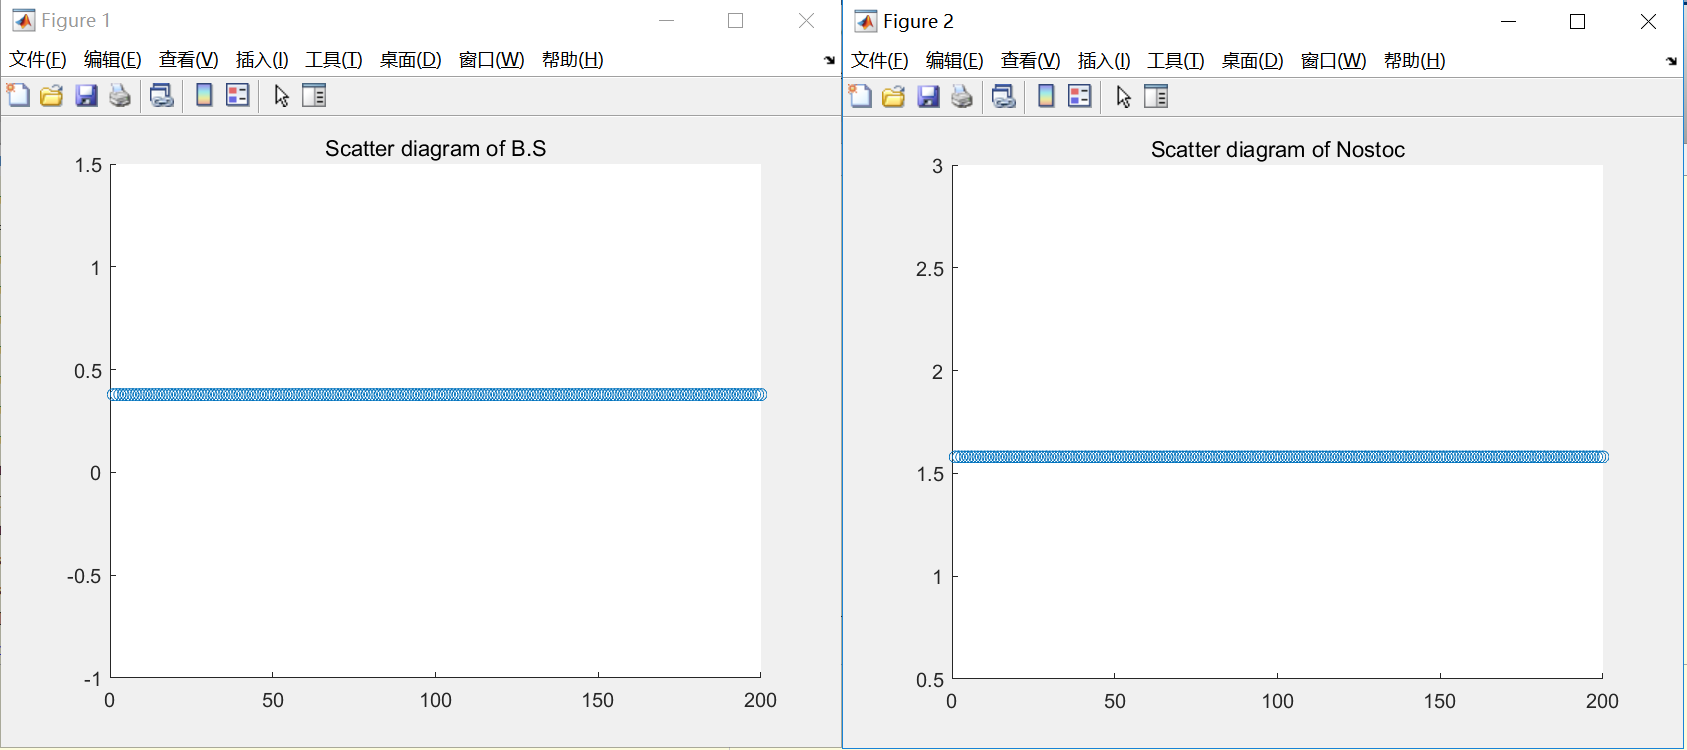 Figure 1
文件(F) 编辑(E) 查看(V) 插入(I) 工具(T) 桌面(D) 窗口(W) 帮助(H)
Scatter diagram of B.S
1.5
1
0.5
0
-0.5
-1
0 50 100 150 200
Figure 2
文件(F) 编辑(E) 查看(V) 插入(I) 工具(T) 桌面(D) 窗口(W) 帮助(H)
Scatter diagram of Nostoc
3
2.5
2
1.5
1
0.5
0 50 100 150 200